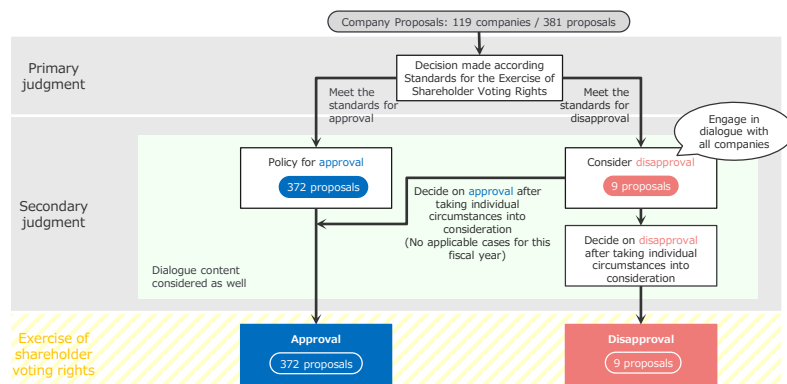 Company Proposals: 119 companies / 381 proposals
Primary
judgment
Decision made according
Standards for the Exercise of
Shareholder Voting Rights
Meet the
standards for
approval
Meet the
standards for
disapproval
Engage in
dialogue with
all companies
Secondary
judgment
Policy for approval
372 proposals
Consider disapproval
9 proposals
Decide on approval after
taking individual
circumstances into
consideration
(No applicable cases for this
fiscal year)
Decide on disapproval
after taking individual
circumstances into
consideration
Dialogue content
considered as well
Exercise of
shareholder
voting rights
Approval
372 proposals
Disapproval
9 proposals